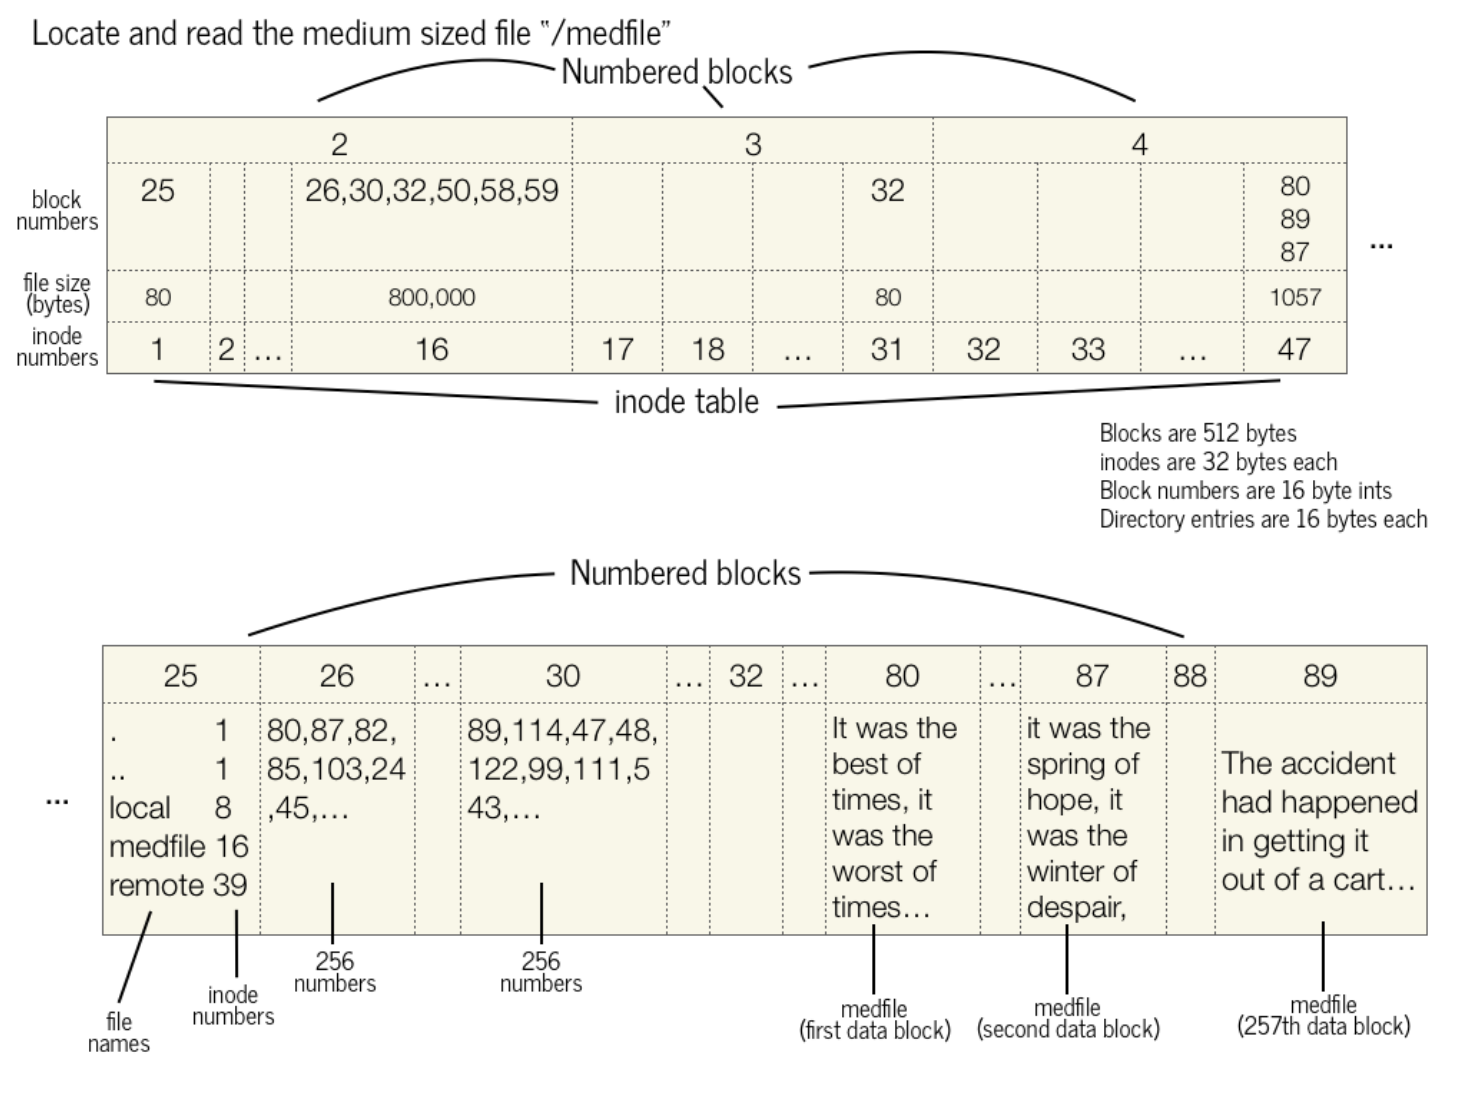 Locate and read the medium sized file “/medfile”
Numbered blocks
2 3 4
block numbers
25 26,30,32,50,58,59 32 80
89
87
...
file size (bytes)
80 800,000 80 1057
inode numbers
1 2 ... 16 17 18 ... 31 32 33 ... 47
inode table
Blocks are 512 bytes
inodes are 32 bytes each
Block numbers are 16 byte ints
Directory entries are 16 bytes each
Numbered blocks
25 26 ... 30 ... 32 ... 80 ... 87 88 89
...
. 1
.. 1
local 8
medfile 16
remote 39
80,87,82,
85,103,24
,45,...
89,114,47,48,
122,99,111,5
43,...
It was the
best of
times, it
was the
worst of
times...
it was the
spring of
hope, it
was the
winter of
despair,
The accident
had happened
in getting it
out of a cart...
file
names
inode
numbers
256
numbers
256
numbers
medfile
(first data block)
medfile
(second data block)
medfile
(257th data block)